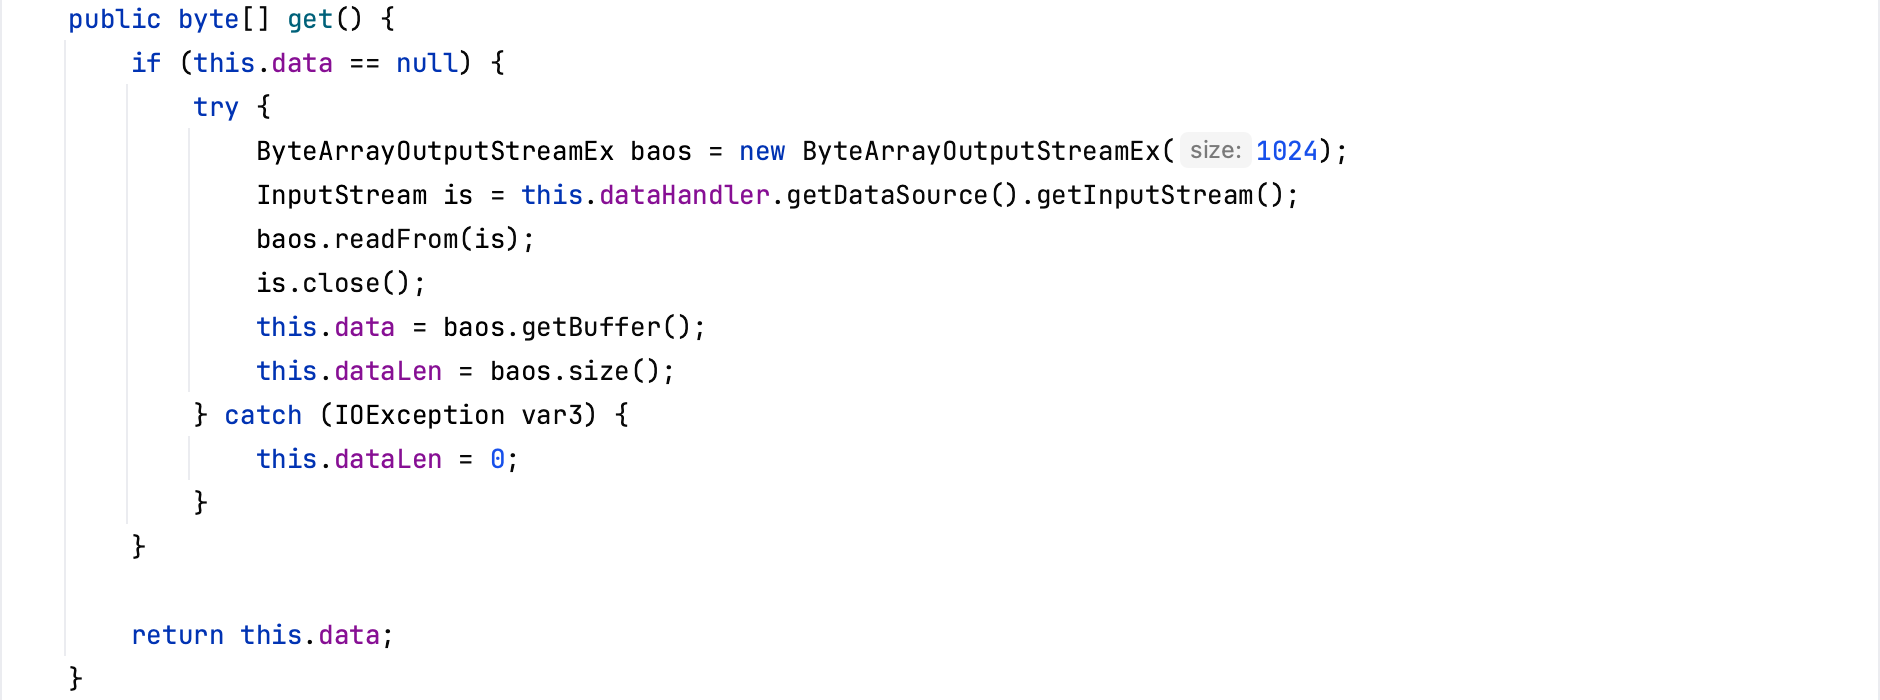 public byte[] get() {
if (this.data == null) {
try {
ByteArrayOutputStreamEx baos = new ByteArrayOutputStreamEx( size: 1024);
InputStream is = this.dataHandler.getDataSource().getInputStream();
baos.readFrom(is);
is.close();
this.data = baos.getBuffer();
this.dataLen = baos.size();
} catch (IOException var3) {
this.dataLen = 0;
}
}
return this.data;
}